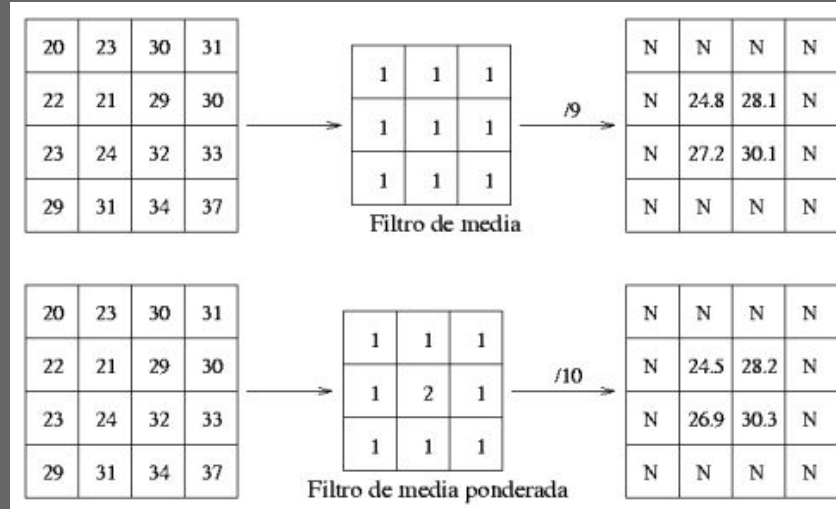 20 23 30 31 N N N N
1 1 1
22 21 29 30 N 24.8 28.1 N
/9
1 1 1
23 24 32 33 N 27.2 30.1 N
1 1 1
29 31 34 37 N N N N
Filtro de media
20 23 30 31 N N N N
1 1 1
22 21 29 30 N 24.5 28.2 N
/10
1 2 1
23 24 32 33 N 26.9 30.3 N
1 1 1
29 31 34 37 N N N N
Filtro de media ponderada